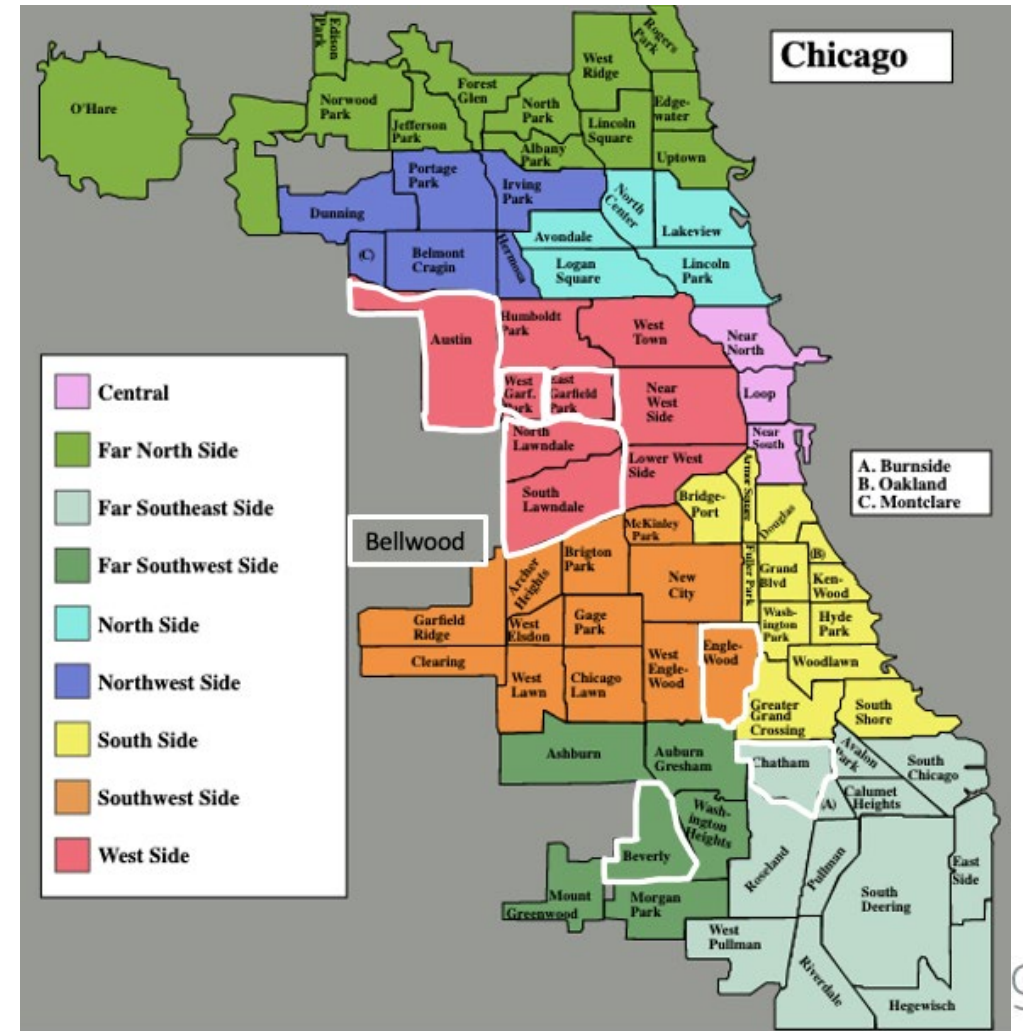 Chicago
Edison
Park
Rogers
Park
West
Ridge
O'Hare
Norwood
Park
Forest
Glen
North
Park
Edge-
water
Jefferson
Park
Lincoln
Square
Albany
Park
Uptown
Portage
Park
Irving
Park
North
Center
Dunning
Avondale
Lakeview
(C)
Belmont
Cragin
Hermosa
Logan
Square
Lincoln
Park
Austin
Humboldt
Park
West
Town
Near
North
West
Garf.
Park
East
Garfield
Park
Near
West
Side
Loop
North
Lawndale
Near
South
Lower West
Side
South
Lawndale
Armor Square
Bridge-
Port
Douglas
McKinley
Park
Central
Far North Side
Far Southeast Side
Far Southwest Side
North Side
Northwest Side
South Side
Southwest Side
West Side
A. Burnside
B. Oakland
C. Montclare
Bellwood
Archer
Heights
Brigton
Park
New
City
Fuller Park
Grand
Blvd
(B)
Ken-
Wood
Garfield
Ridge
West
Elsdon
Gage
Park
Wash-
ington
Park
Hyde
Park
Clearing
West
Lawn
Chicago
Lawn
West
Engle-
Wood
Engle-
Wood
Woodlawn
Greater
Grand
Crossing
South
Shore
Ashburn
Auburn
Gresham
Chatham
Avalon
Park
South
Chicago
(A)
Calumet
Heights
Wash-
ington
Heights
Beverly
Roseland
Pullman
East
Side
Mount
Greenwood
Morgan
Park
South
Deering
West
Pullman
Riverdale
Hegewisch